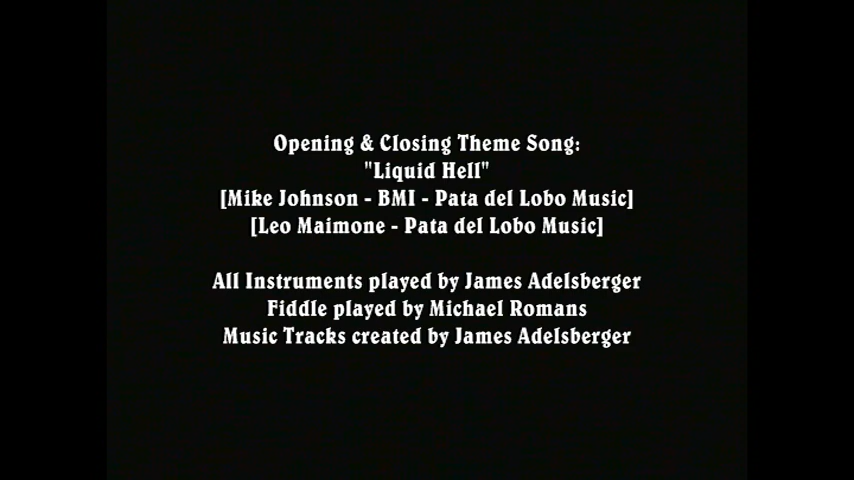 Opening & Closing Theme Song:
"Liquid Hell"
[Mike Johnson - BMI - Pata del Lobo Music]
[Leo Maimone - Pata del Lobo Music]
All Instruments played by James Adelsberger
Fiddle played by Michael Romans
Music Tracks created by James Adelsberger